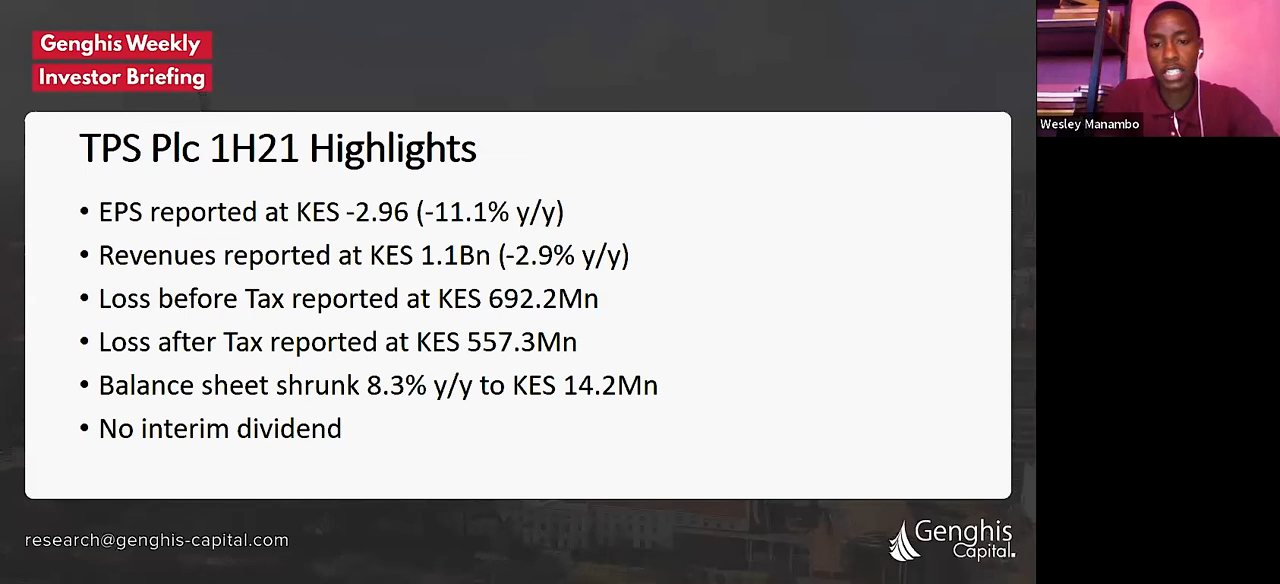 Genghis Weekly
Investor Briefing
TPS Plc 1H21 Highlights
• EPS reported at KES -2.96 (-11.1% y/y)
• Revenues reported at KES 1.1Bn (-2.9% y/y)
• Loss before Tax reported at KES 692.2Mn
• Loss after Tax reported at KES 557.3Mn
• Balance sheet shrunk 8.3% y/y to KES 14.2Mn
• No interim dividend
research@genghis-capital.com
Genghis
Capital.
Wesley Manambo